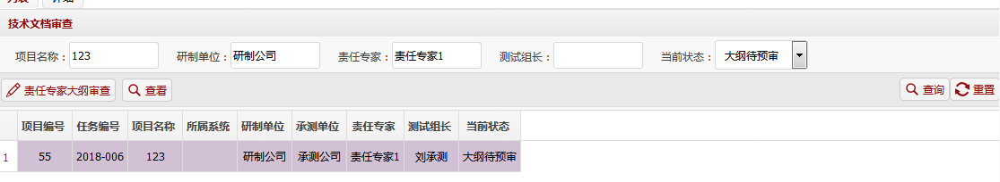 列表 详细
技术文档审查
项目名称： 123 研制单位： 研制公司 责任专家： 责任专家1 测试组长： 当前状态： 大纲待预审
责任专家大纲审查 查看 查询 重置
项目编号 任务编号 项目名称 所属系统 研制单位 承测单位 责任专家 测试组长 当前状态
1 55 2018-006 123 研制公司 承测公司 责任专家1 刘承测 大纲待预审